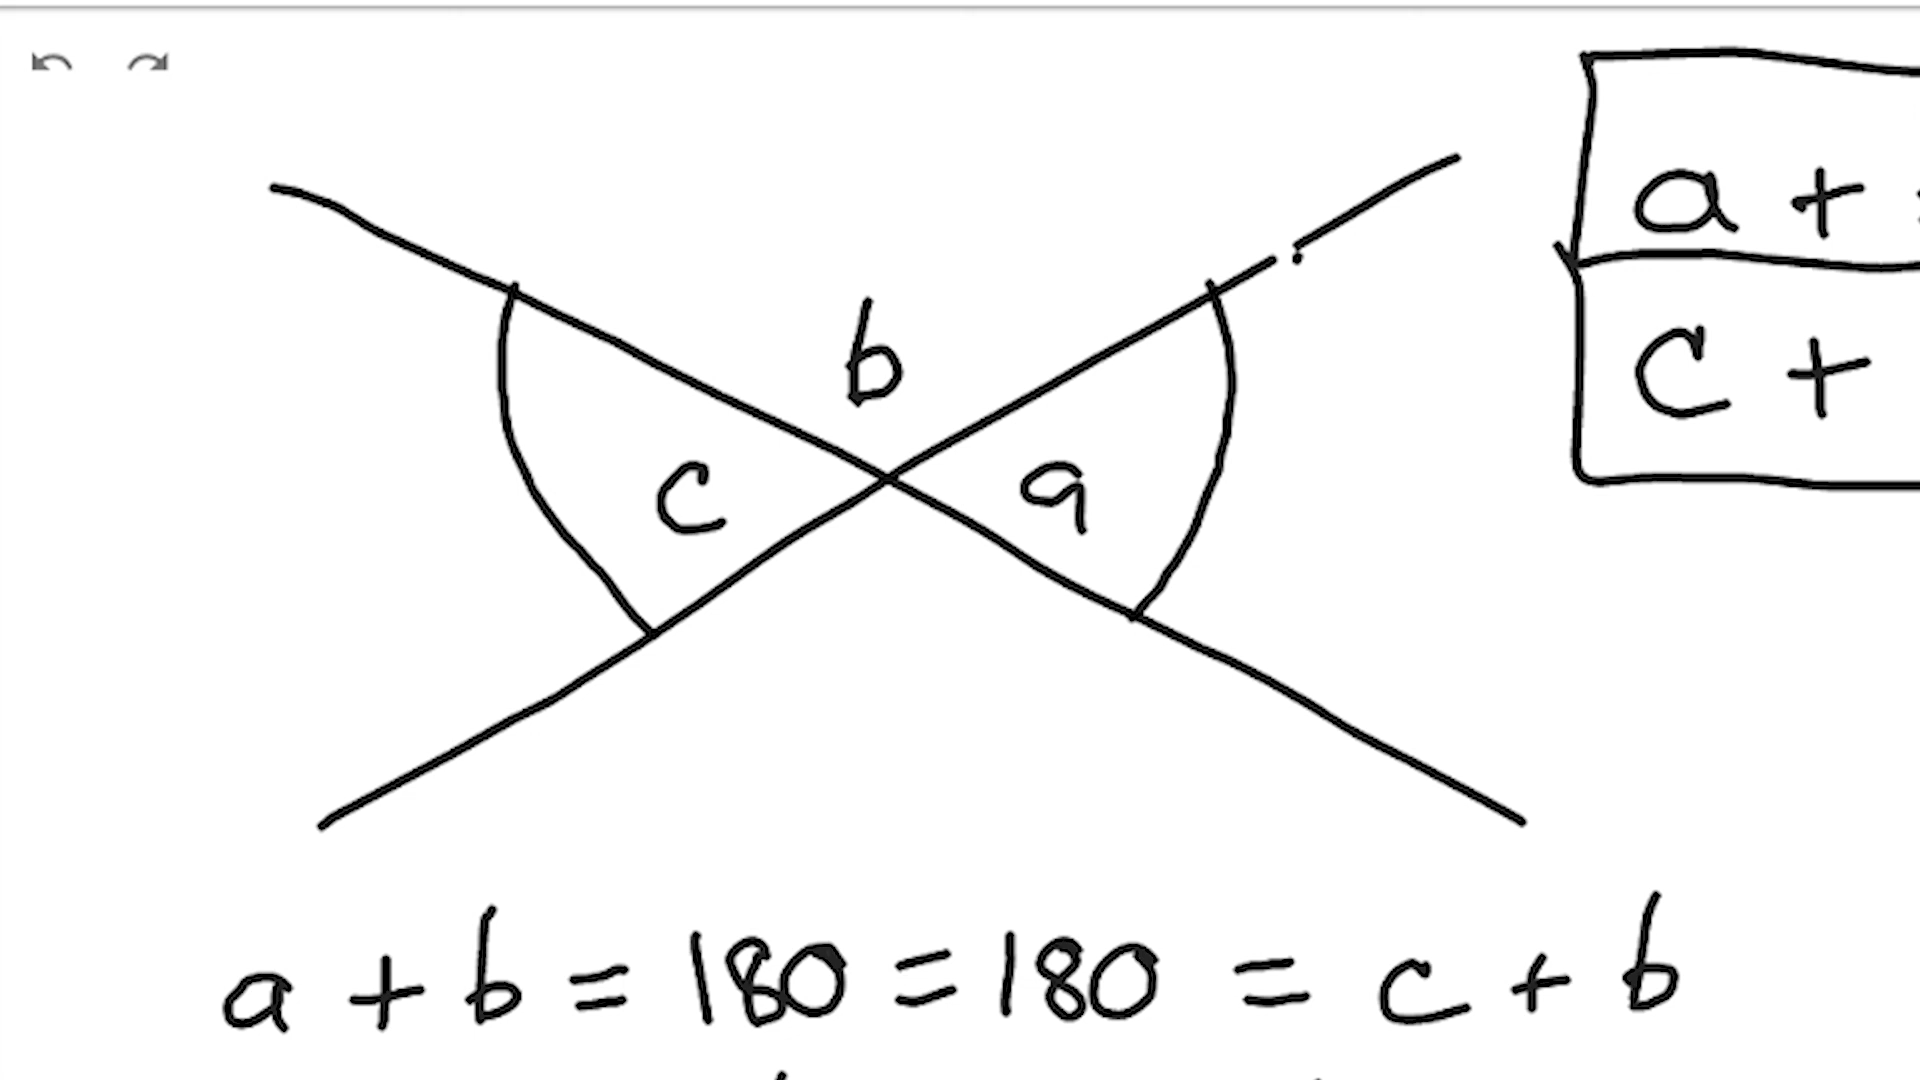 b
c a
a +
c +
a + b = 180 = 180 = c + b